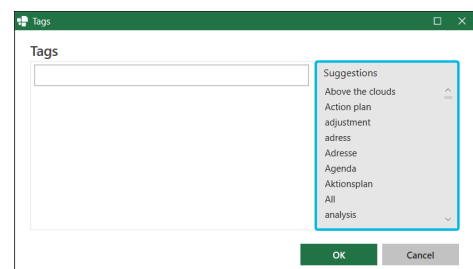 Tags
Tags
Suggestions
Above the clouds
Action plan
adjustment
adress
Adresse
Agenda
Aktionsplan
All
analysis
OK
Cancel